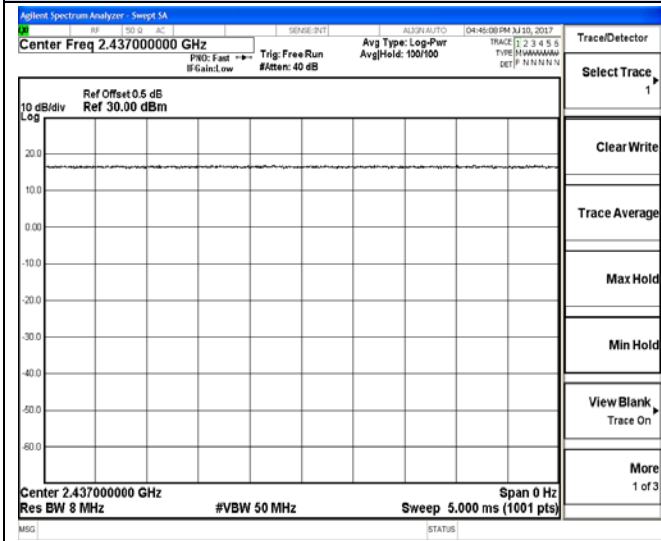 Agilent Spectrum Analyzer - Swept SA
RF 50 Ω AC SENSE:INT ALIGN AUTO 04:46:08 PM Jul 10, 2017
Center Freq 2.437000000 GHz
PNO: Fast
IFGain:Low
Trig: Free Run
#Atten: 40 dB
Avg Type: Log-Pwr
Avg|Hold: 100/100
TRACE 1 2 3 4 5 6
TYPE
DET P N N N N N
Ref Offset 0.5 dB
10 dB/div Ref 30.00 dBm
Log
20.0
10.0
0.00
-10.0
-20.0
-30.0
-40.0
-50.0
-60.0
Center 2.437000000 GHz Span 0 Hz
Res BW 8 MHz #VBW 50 MHz Sweep 5.000 ms (1001 pts)
MSG STATUS
Trace/Detector
Select Trace
1
Clear Write
Trace Average
Max Hold
Min Hold
View Blank
Trace On
More
1 of 3